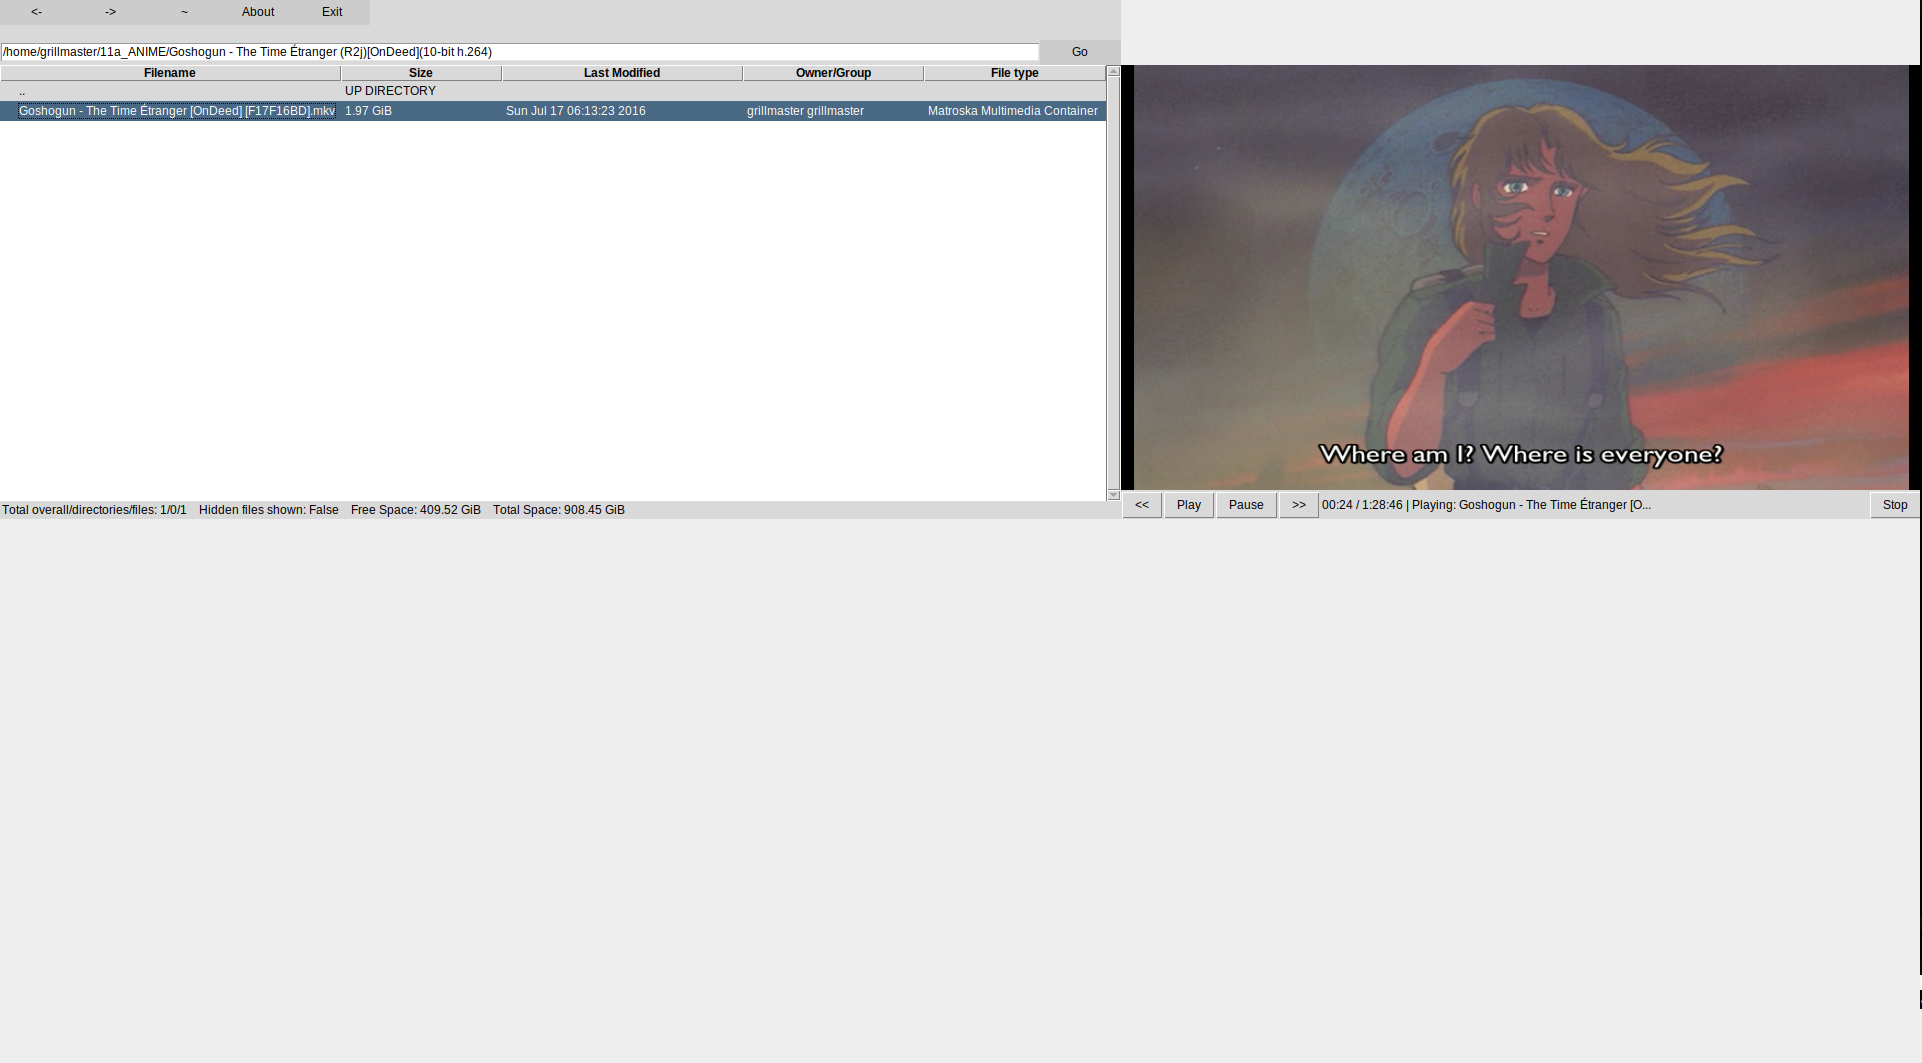 <- -> ~ About Exit
/home/grillmaster/11a_ANIME/Goshogun - The Time Étranger (R2j)[OnDeed](10-bit h.264) Go
Filename Size Last Modified Owner/Group File type
.. UP DIRECTORY
Goshogun - The Time Étranger [OnDeed] [F17F16BD].mkv 1.97 GiB Sun Jul 17 06:13:23 2016 grillmaster grillmaster Matroska Multimedia Container
Total overall/directories/files: 1/0/1 Hidden files shown: False Free Space: 409.52 GiB Total Space: 908.45 GiB
Where am I? Where is everyone?
<< Play Pause >> 00:24 / 1:28:46 | Playing: Goshogun - The Time Étranger [O... Stop